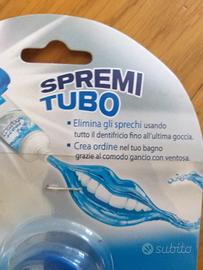 SPREMI
TUBO
• Elimina gli sprechi usando
tutto il dentifricio fino all'ultima goccia.
• Crea ordine nel tuo bagno
grazie al comodo gancio con ventosa.
subito